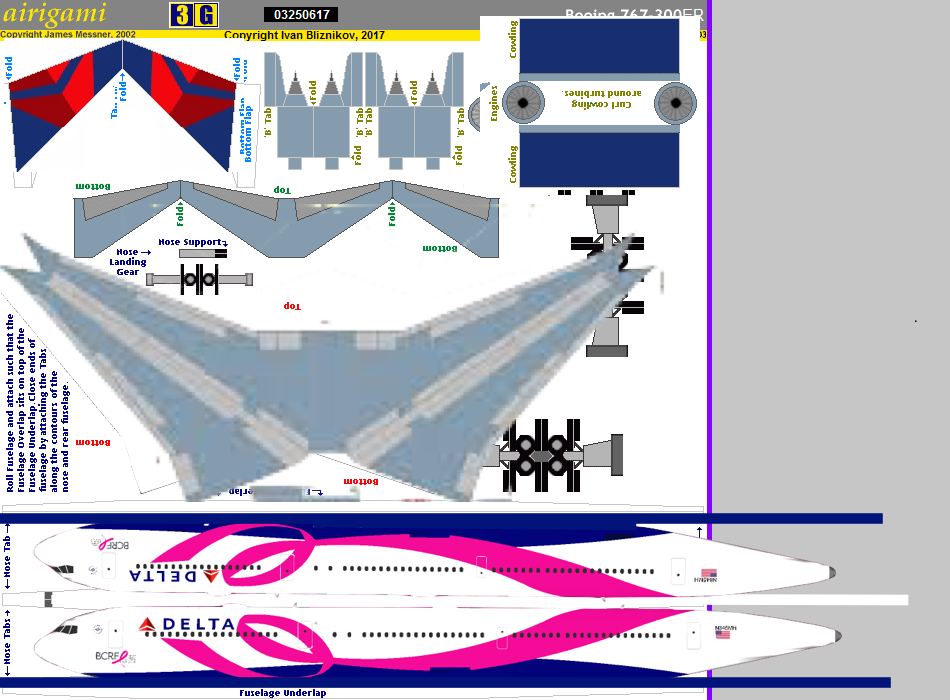 airigami
3G
03250617
Boeing 767-300ER
Copyright James Messner, 2002
Copyright Ivan Bliznikov, 2017
03
Fold
Fold
Fold
Bottom Flap
Bottom Flap
'B' Tab
Fold
'B' Tab
Fold
'B' Tab
Fold
'B' Tab
Fold
Engines
Cowling
Curl cowling
around turbines.
Cowling
Bottom
Top
Fold
Fold
Bottom
Nose Support
Nose
Landing
Gear
Top
Roll Fuselage and attach such that the
Fuselage Overlap sits on top of the
Fuselage Underlap. Close ends of
fuselage by attaching the Tabs
along the contours of the
nose and rear fuselage.
Bottom
Bottom
Nose Tab
BCRF
DELTA
N845MH
Nose Tabs
DELTA
BCRF
N845MH
Fuselage Underlap